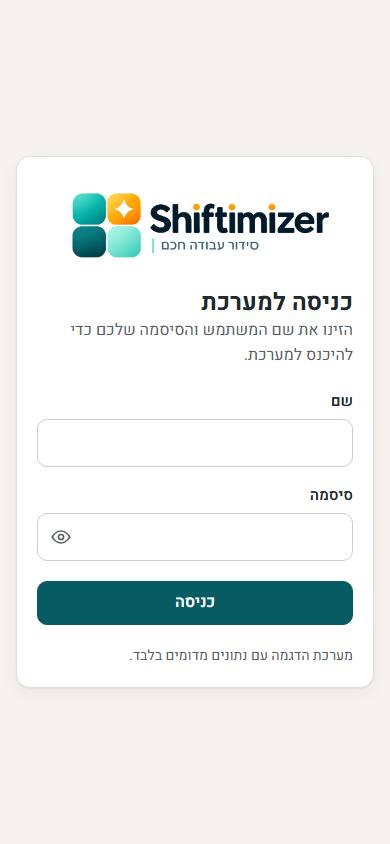 Shiftimizer
סידור עבודה חכם
כניסה למערכת
הזינו את שם המשתמש והסיסמה שלכם כדי
להיכנס למערכת.
שם
סיסמה
כניסה
מערכת הדגמה עם נתונים מדומים בלבד.